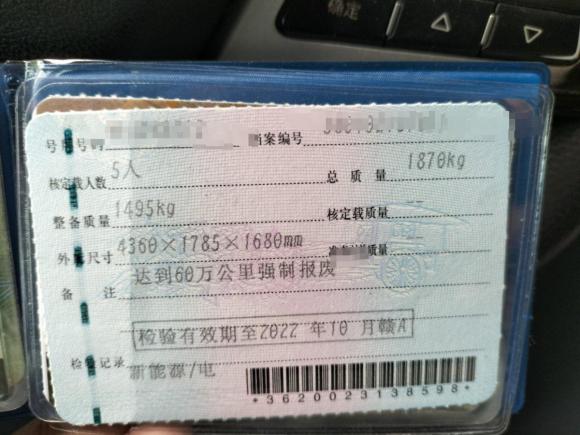 确定
号牌号码 档案编号
核定载人数 5人 总质量 1870kg
整备质量 1495kg 核定载质量
外廓尺寸 4360×1785×1680mm 质量
备注 达到60万公里强制报废
检验有效期至2022年10月赣A
检验记录
新能源/电
*3620023138598*